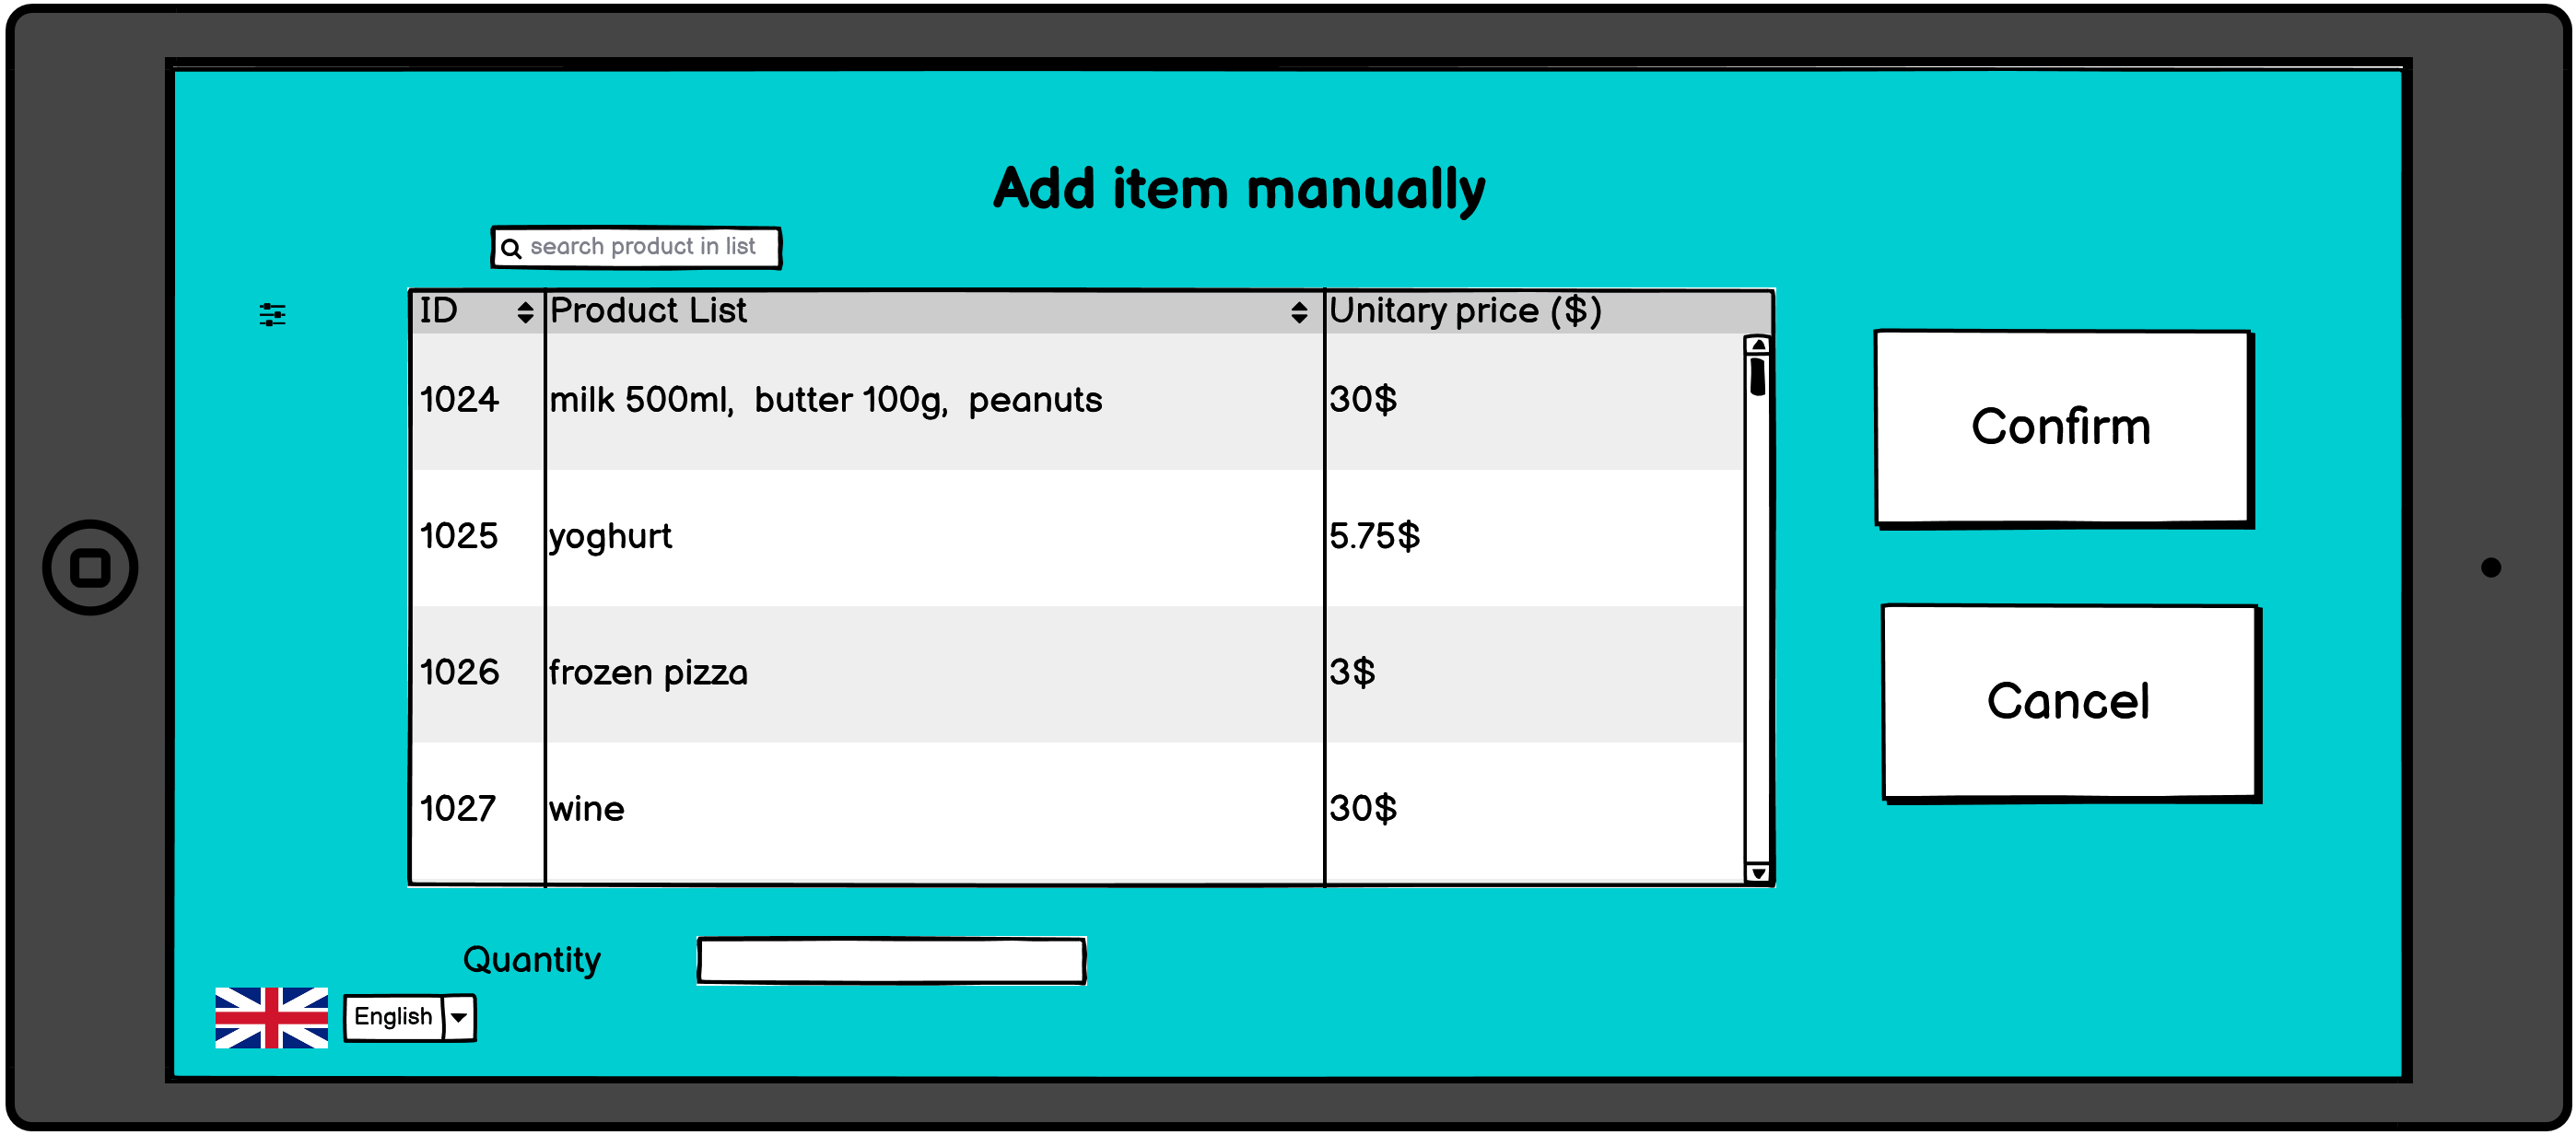 Add item manually
search product in list
ID Product List Unitary price ($)
1024 milk 500ml, butter 100g, peanuts 30$
1025 yoghurt 5.75$
1026 frozen pizza 3$
1027 wine 30$
Confirm
Cancel
Quantity
English